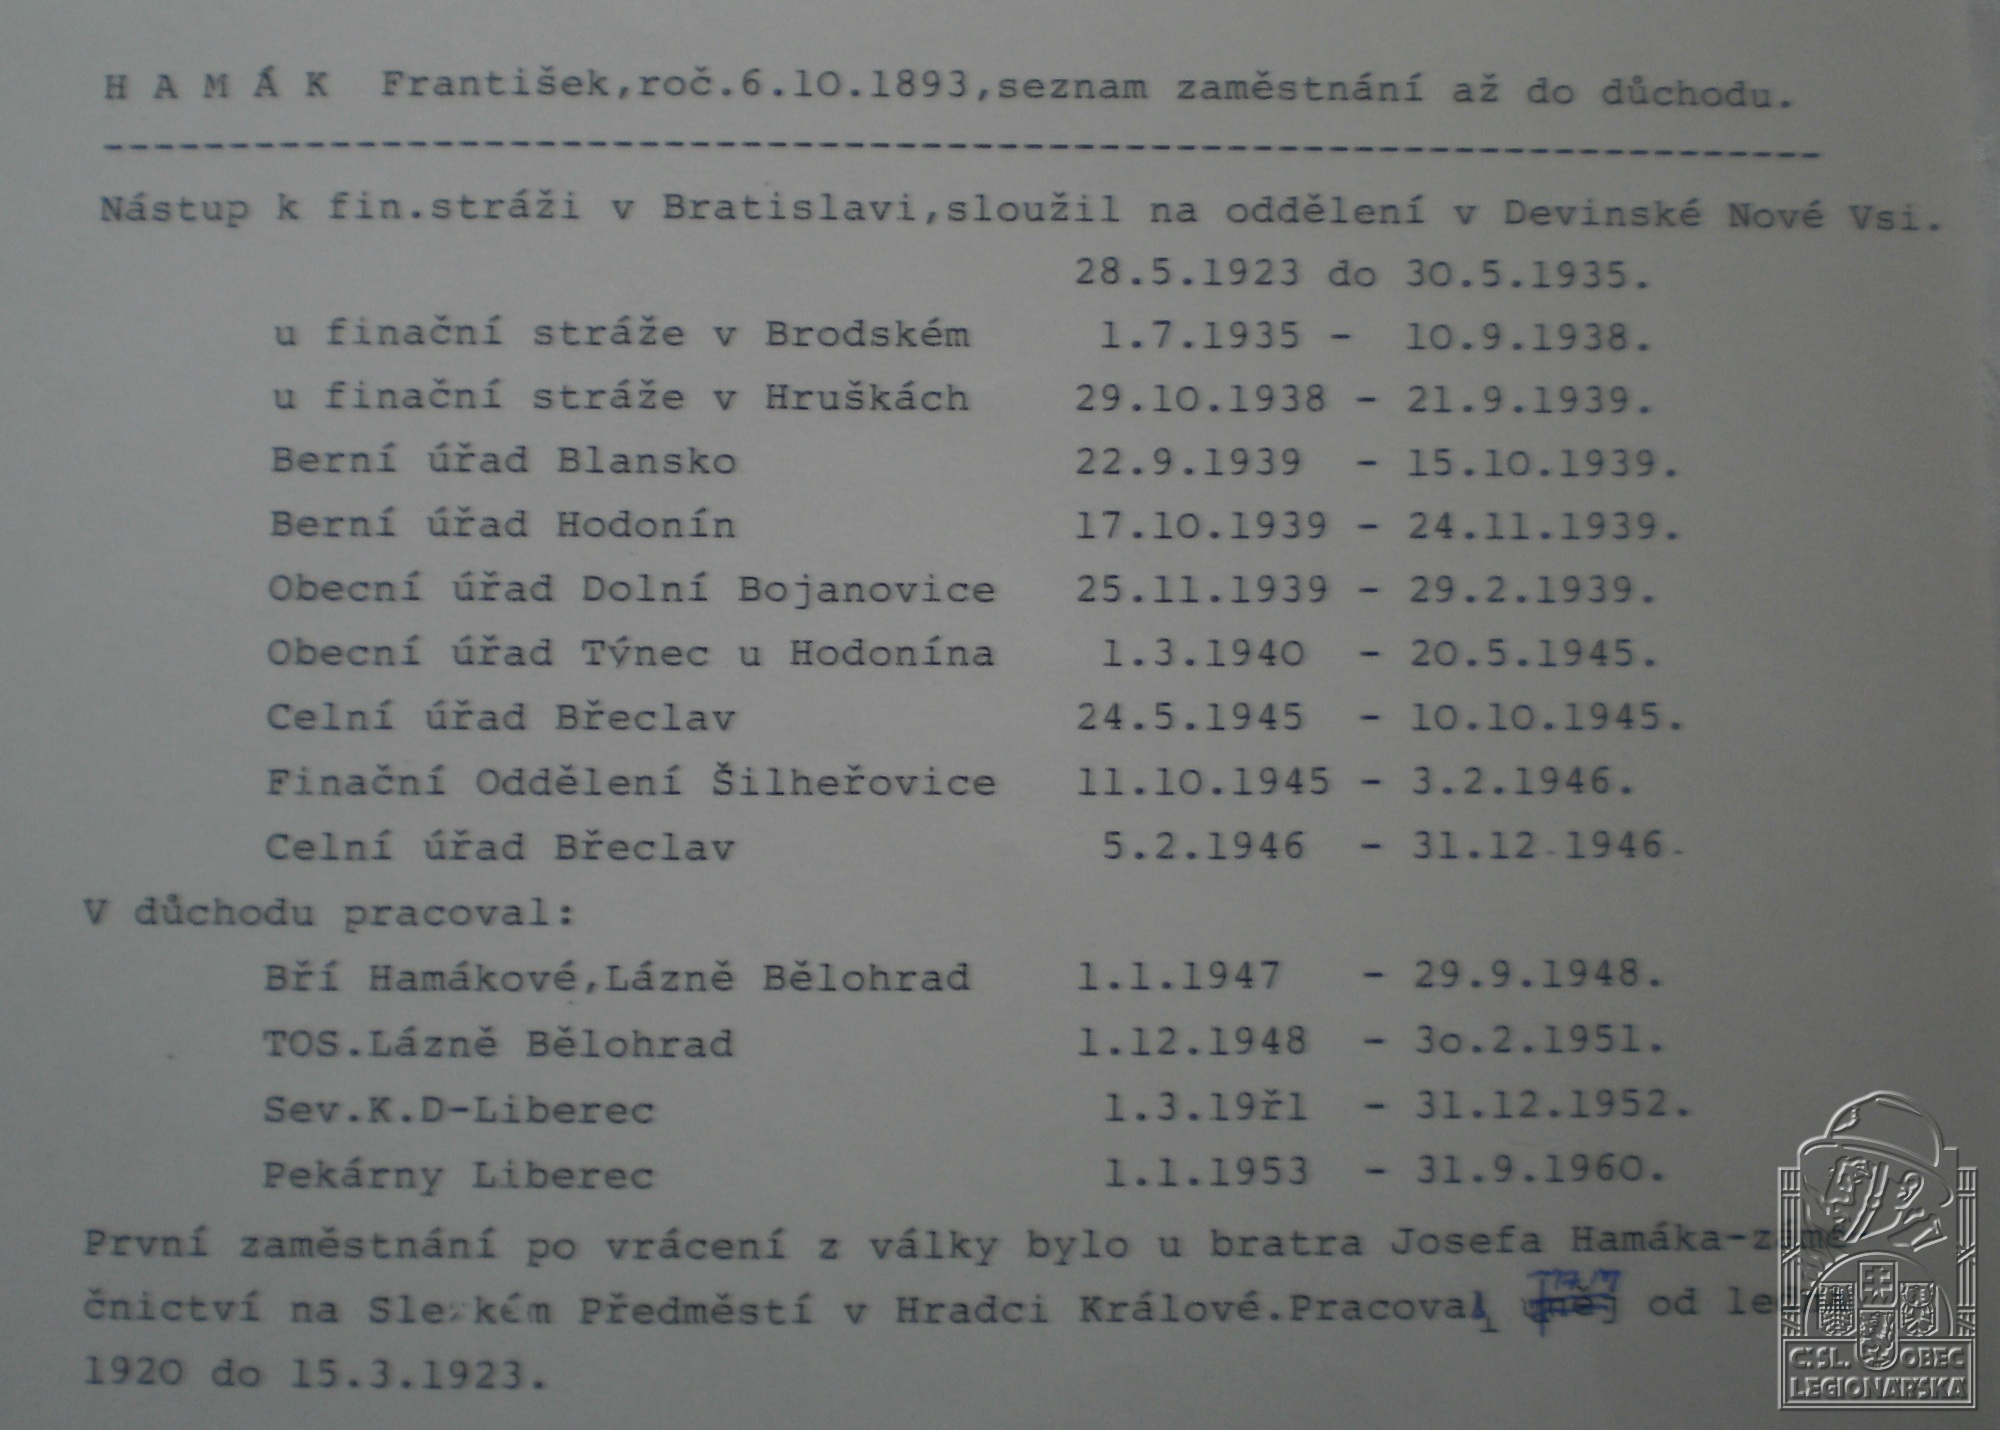 H A M Á K  František,roč.6.10.1893,seznam zaměstnání až do důchodu.
-------------------------------------------------------------------
Nástup k fin.stráži v Bratislavi,sloužil na oddělení v Devinské Nové Vsi.
28.5.1923 do 30.5.1935.
u finační stráže v Brodském 1.7.1935 - 10.9.1938.
u finační stráže v Hruškách 29.10.1938 - 21.9.1939.
Berní úřad Blansko 22.9.1939 - 15.10.1939.
Berní úřad Hodonín 17.10.1939 - 24.11.1939.
Obecní úřad Dolní Bojanovice 25.11.1939 - 29.2.1939.
Obecní úřad Týnec u Hodonína 1.3.1940 - 20.5.1945.
Celní úřad Břeclav 24.5.1945 - 10.10.1945.
Finační Oddělení Šilheřovice 11.10.1945 - 3.2.1946.
Celní úřad Břeclav 5.2.1946 - 31.12.1946.
V důchodu pracoval:
Bří Hamákové,Lázně Bělohrad 1.1.1947 - 29.9.1948.
TOS.Lázně Bělohrad 1.12.1948 - 3o.2.1951.
Sev.K.D-Liberec 1.3.19ř1 - 31.12.1952.
Pekárny Liberec 1.1.1953 - 31.9.1960.
První zaměstnání po vrácení z války bylo u bratra Josefa Hamáka-záme
čnictví na Slezkém Předměstí v Hradci Králové.Pracoval od
1920 do 15.3.1923.
Č.SL. OBEC
LEGIONÁŘSKÁ